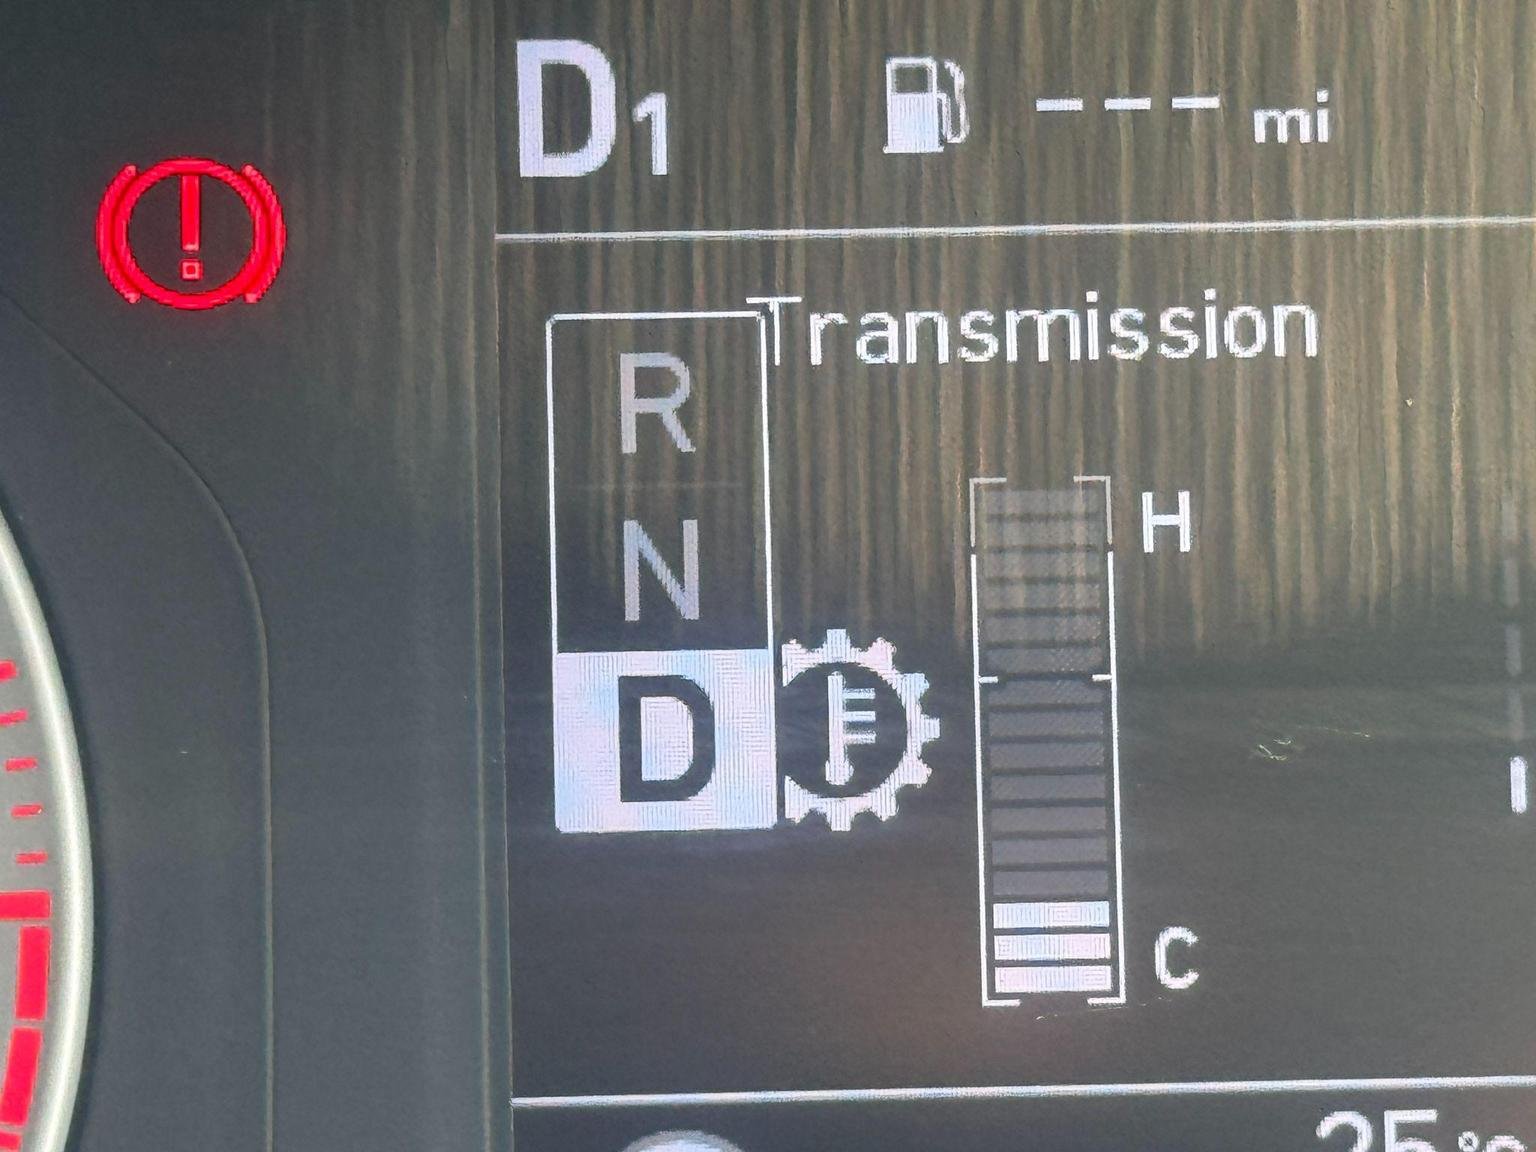 D1 --- mi
Transmission
R
N
D
H
C